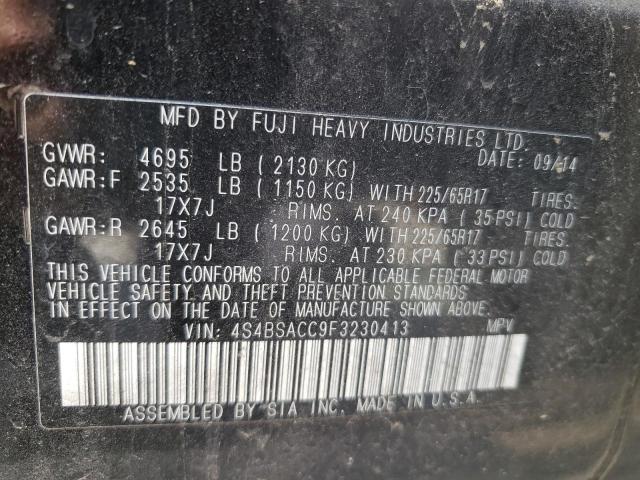 MFD BY FUJI HEAVY INDUSTRIES LTD.
GVWR: 4695 LB (2130 KG) DATE: 09/14
GAWR:F 2535 LB (1150 KG) WITH 225/65R17 TIRES.
17X7J RIMS. AT 240 KPA (35 PSI) COLD
GAWR:R 2645 LB (1200 KG) WITH 225/65R17 TIRES.
17X7J RIMS. AT 230 KPA (33 PSI) COLD
THIS VEHICLE CONFORMS TO ALL APPLICABLE FEDERAL MOTOR
VEHICLE SAFETY AND THEFT PREVENTION STANDARDS
IN EFFECT ON THE DATE OF MANUFACTURE SHOWN ABOVE.
VIN: 4S4BSACC9F3230413 MPV
ASSEMBLED BY SIA INC. MADE IN U.S.A.